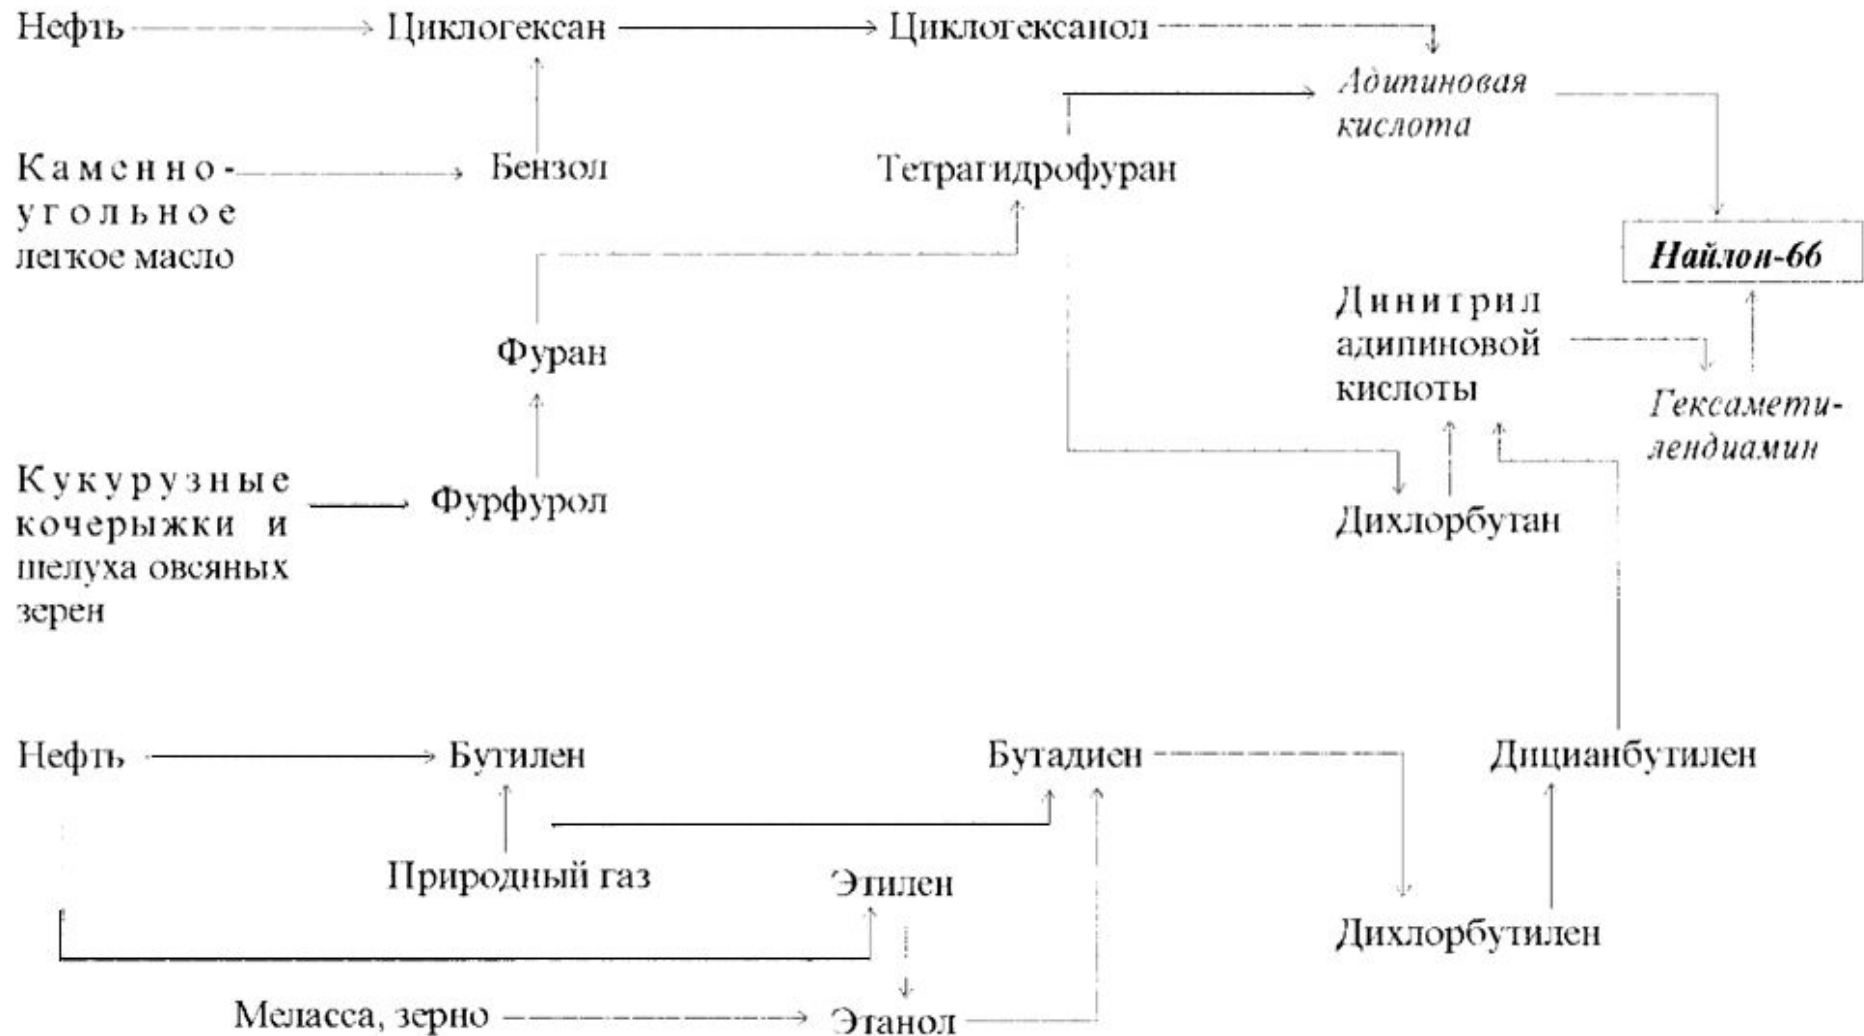 Нефть
Циклогексан
Циклогексанол
Адипиновая
кислота
Каменно-
угольное
легкое масло
Бензол
Тетрагидрофуран
Найлон-66
Фуран
Динитрил
адипиновой
кислоты
Гексамети-
лендиамин
Кукурузные
кочерыжки и
шелуха овсяных
зерен
Фурфурол
Дихлорбутан
Нефть
Бутилен
Бутадиен
Дицианбутилен
Природный газ
Этилен
Дихлорбутилен
Меласса, зерно
Этанол